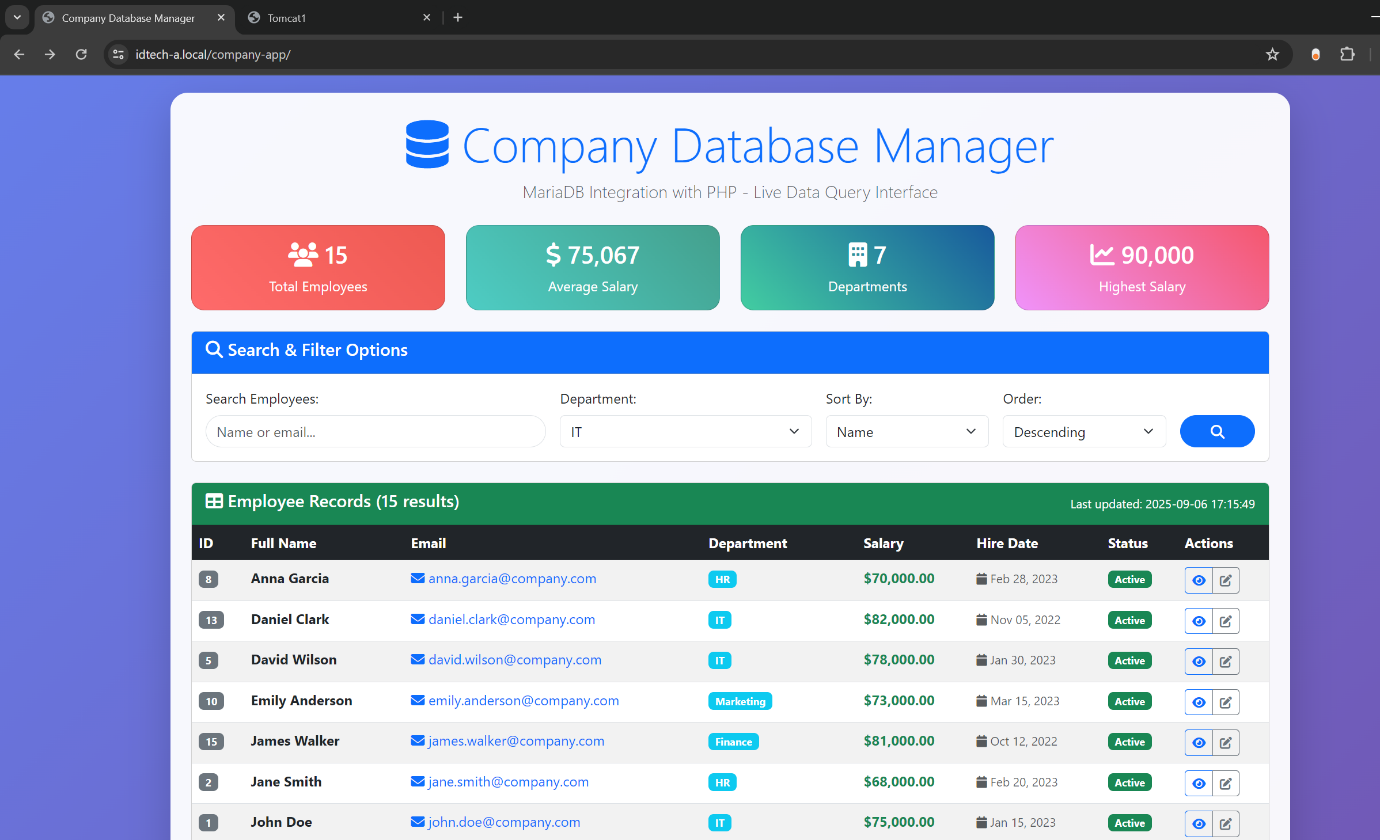 Company Database Manager
Tomcat1
idtech-a.local/company-app/
Company Database Manager
MariaDB Integration with PHP - Live Data Query Interface
15
Total Employees
$ 75,067
Average Salary
7
Departments
90,000
Highest Salary
Search & Filter Options
Search Employees: Department: Sort By: Order:
Name or email... IT Name Descending
Employee Records (15 results) Last updated: 2025-09-06 17:15:49
ID Full Name Email Department Salary Hire Date Status Actions
8 Anna Garcia anna.garcia@company.com HR $70,000.00 Feb 28, 2023 Active
13 Daniel Clark daniel.clark@company.com IT $82,000.00 Nov 05, 2022 Active
5 David Wilson david.wilson@company.com IT $78,000.00 Jan 30, 2023 Active
10 Emily Anderson emily.anderson@company.com Marketing $73,000.00 Mar 15, 2023 Active
15 James Walker james.walker@company.com Finance $81,000.00 Oct 12, 2022 Active
2 Jane Smith jane.smith@company.com HR $68,000.00 Feb 20, 2023 Active
1 John Doe john.doe@company.com IT $75,000.00 Jan 15, 2023 Active